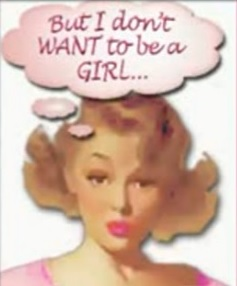 But I don't
WANT to be a
GIRL...